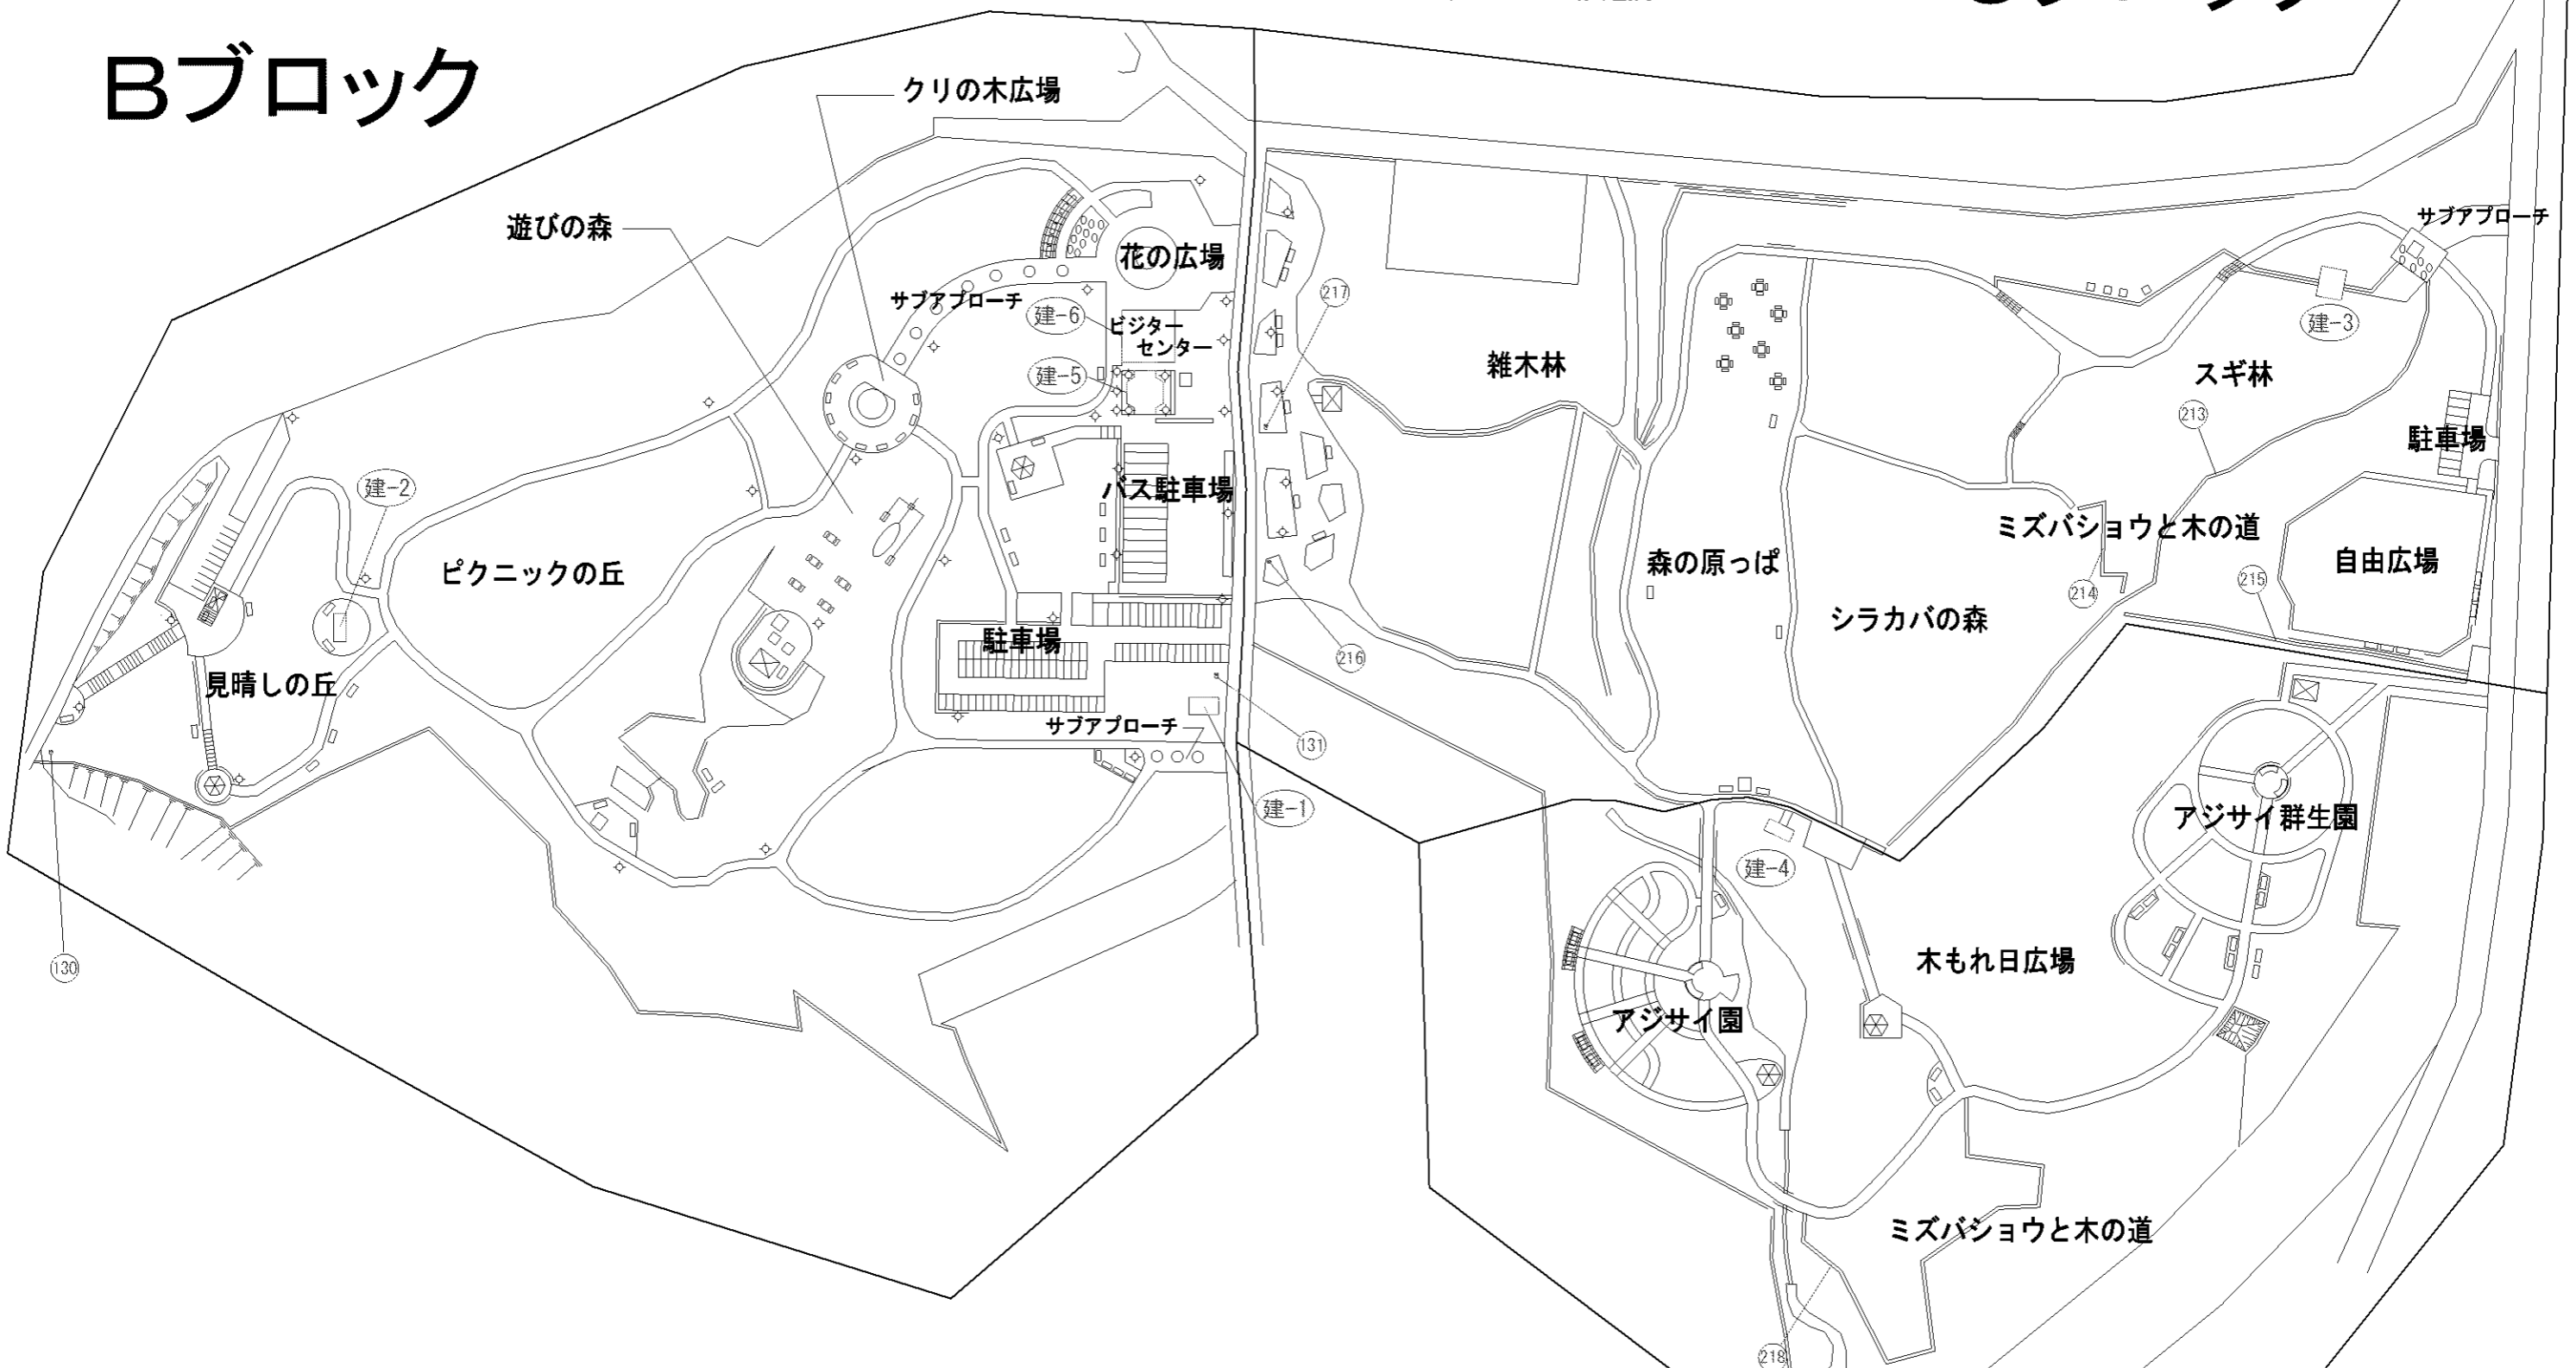 Bブロック
クリの木広場
遊びの森
花の広場
サブアプローチ
建-6
ビジター
センター
建-5
217
雑木林
サブアプローチ
建-3
スギ林
213
駐車場
建-2
バス駐車場
ピクニックの丘
ミズバショウと木の道
森の原っぱ
自由広場
215
214
シラカバの森
駐車場
216
見晴しの丘
サブアプローチ
131
建-1
アジサイ群生園
建-4
130
木もれ日広場
アジサイ園
ミズバショウと木の道
218